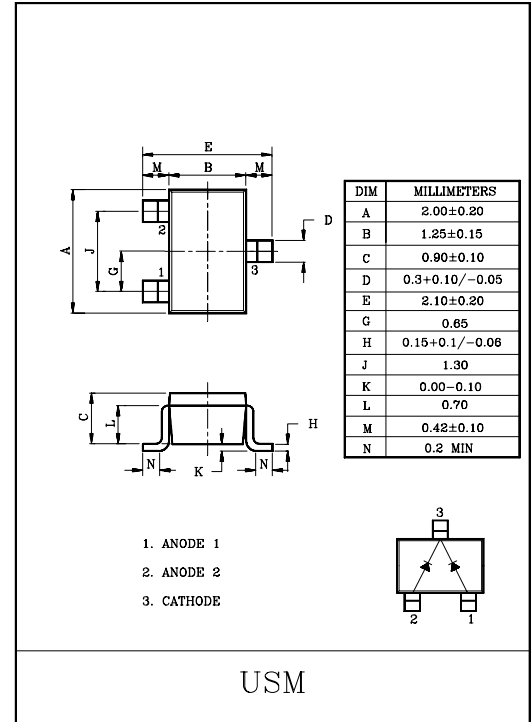 E
M B M
2
A
J
G
D
1
3
DIM MILLIMETERS
A 2.00±0.20
B 1.25±0.15
C 0.90±0.10
D 0.3+0.10/−0.05
E 2.10±0.20
G 0.65
H 0.15+0.1/−0.06
J 1.30
K 0.00−0.10
L 0.70
M 0.42±0.10
N 0.2 MIN
C
L
H
N K N
1. ANODE 1
2. ANODE 2
3. CATHODE
3
2 1
USM